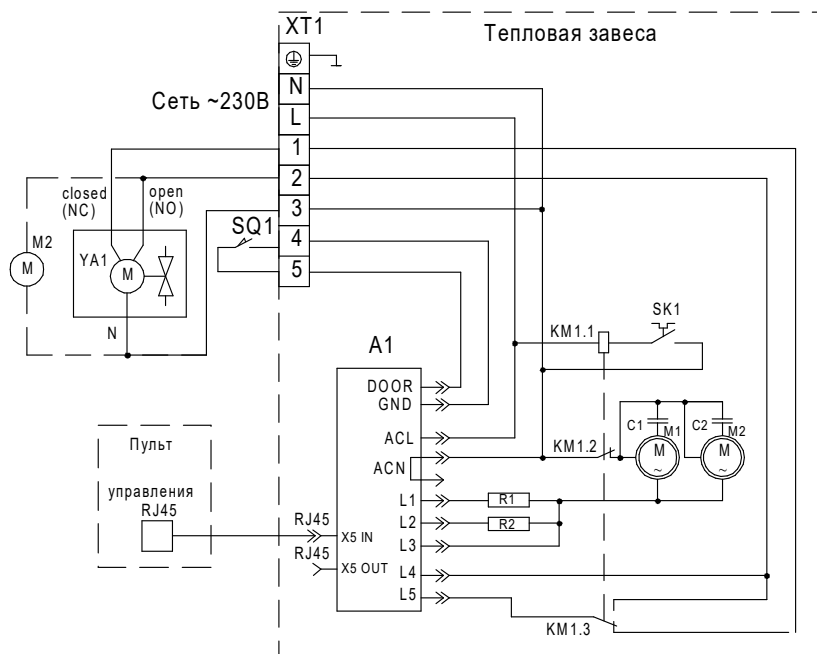 XT1
Тепловая завеса
N
Сеть ~230В
L
1
2
closed
(NC)
open
(NO)
3
SQ1
4
5
M2
M
YA1
M
N
SK1
KM1.1
A1
DOOR
GND
ACL
ACN
KM1.2
C1
M1
C2
M2
M
~
M
~
L1
R1
L2
R2
L3
L4
L5
KM1.3
Пульт
управления
RJ45
RJ45
X5 IN
RJ45
X5 OUT